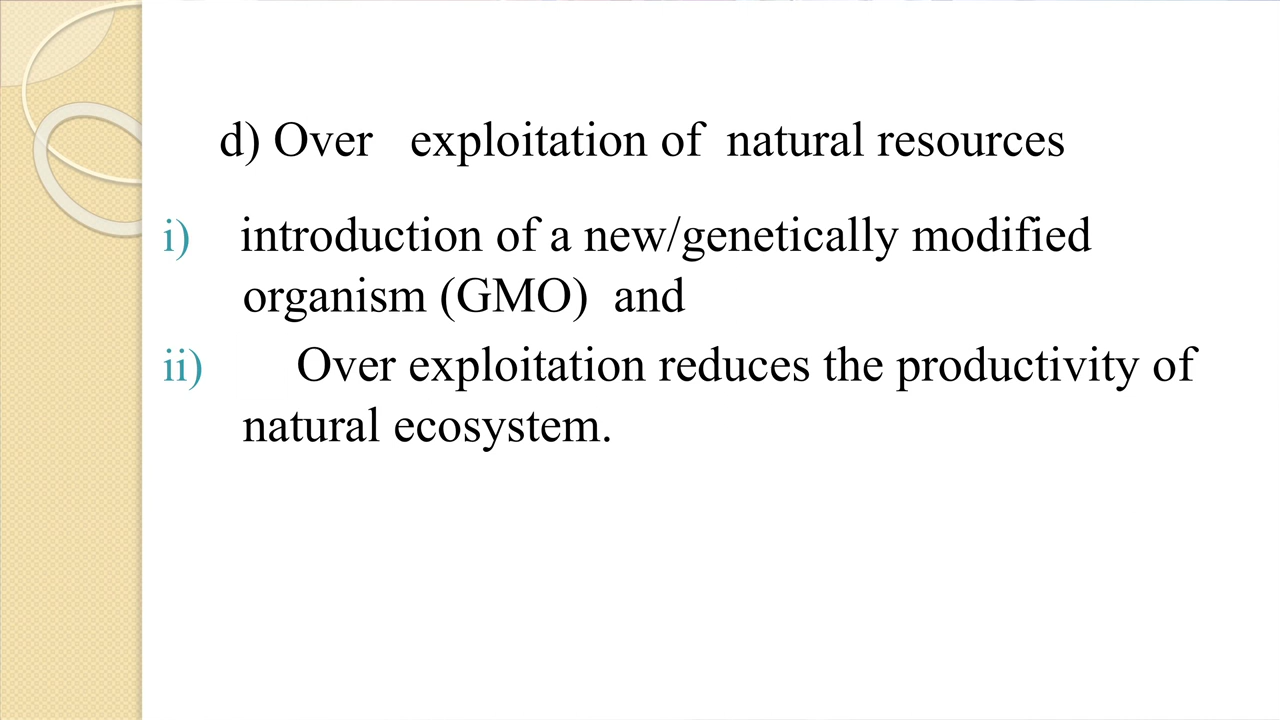 d) Over exploitation of natural resources
i) introduction of a new/genetically modified
organism (GMO) and
ii) Over exploitation reduces the productivity of
natural ecosystem.